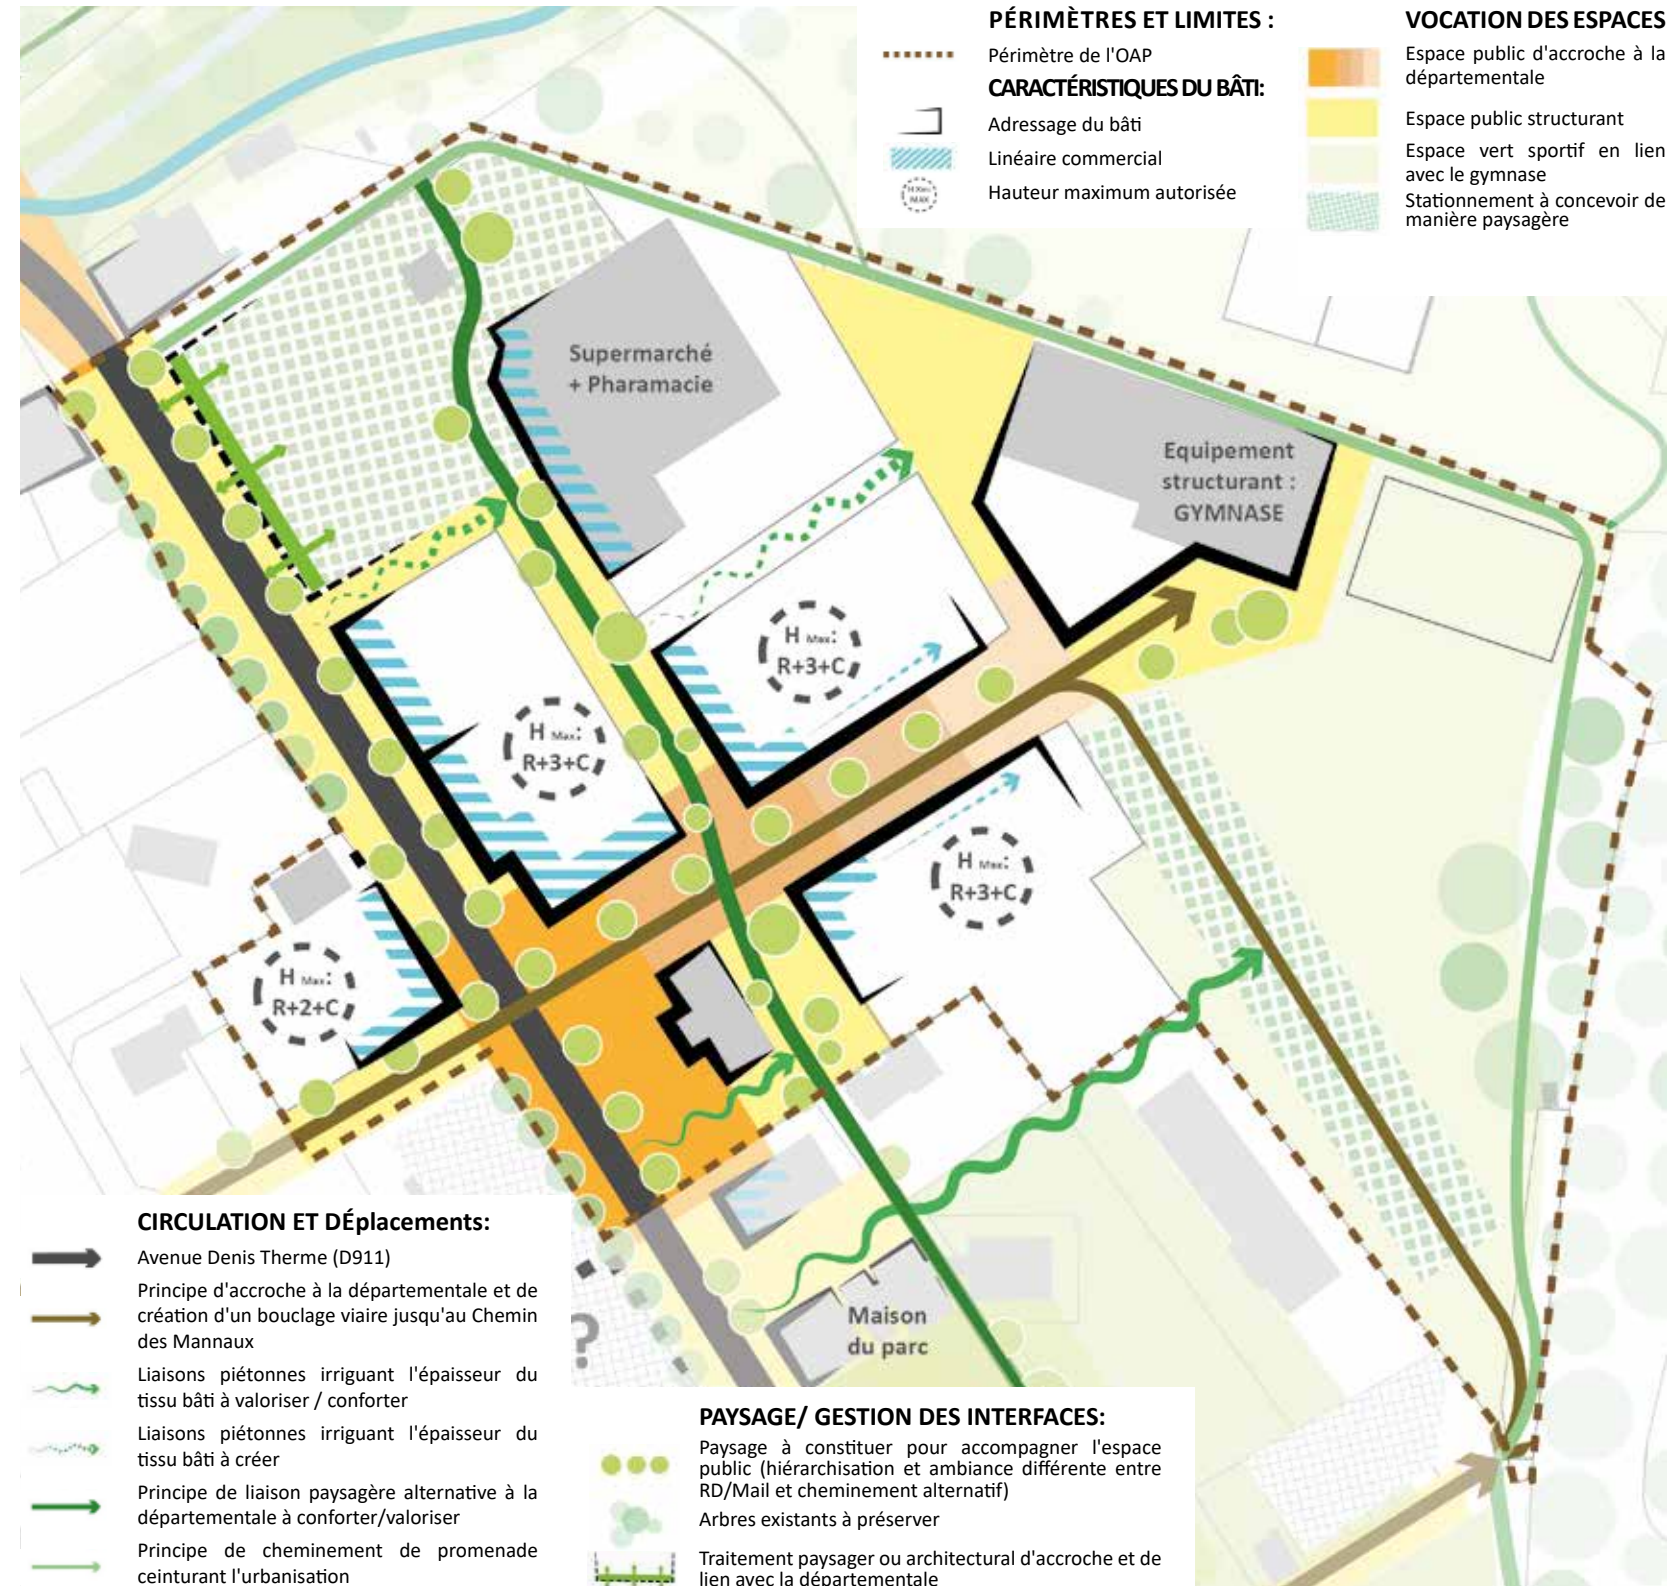 PÉRIMÈTRES ET LIMITES :
Périmètre de l'OAP
CARACTÉRISTIQUES DU BÂTI:
Adressage du bâti
Linéaire commercial
Hauteur maximum autorisée
VOCATION DES ESPACES
Espace public d'accroche à la
départementale
Espace public structurant
Espace vert sportif en lien
avec le gymnase
Stationnement à concevoir de
manière paysagère
Supermarché
+ Pharamacie
Equipement
structurant :
GYMNASE
H Max:
R+3+C
H Max:
R+3+C
H Max:
R+3+C
H Max:
R+2+C
Maison
du parc
?
CIRCULATION ET DÉplacements:
Avenue Denis Therme (D911)
Principe d'accroche à la départementale et de
création d'un bouclage viaire jusqu'au Chemin
des Mannaux
Liaisons piétonnes irriguant l'épaisseur du
tissu bâti à valoriser / conforter
Liaisons piétonnes irriguant l'épaisseur du
tissu bâti à créer
Principe de liaison paysagère alternative à la
départementale à conforter/valoriser
Principe de cheminement de promenade
ceinturant l'urbanisation
PAYSAGE/ GESTION DES INTERFACES:
Paysage à constituer pour accompagner l'espace
public (hiérarchisation et ambiance différente entre
RD/Mail et cheminement alternatif)
Arbres existants à préserver
Traitement paysager ou architectural d'accroche et de
lien avec la départementale